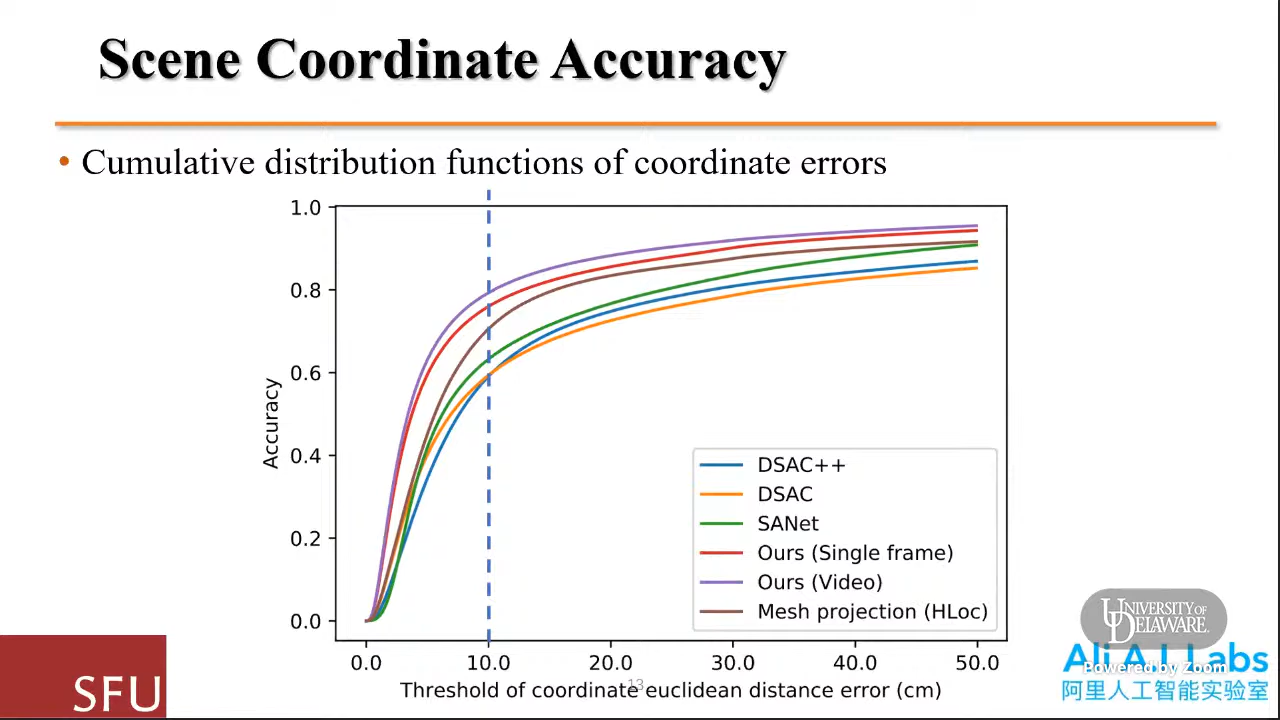 Scene Coordinate Accuracy
• Cumulative distribution functions of coordinate errors
1.0
0.8
0.6
0.4
0.2
0.0
Accuracy
DSAC++
DSAC
SANet
Ours (Single frame)
Ours (Video)
Mesh projection (HLoc)
0.0 10.0 20.0 30.0 40.0 50.0
Threshold of coordinate euclidean distance error (cm)
13
SFU
UNIVERSITY OF
DELAWARE.
Ali A.I. Labs
Powered by Zoom
阿里人工智能实验室